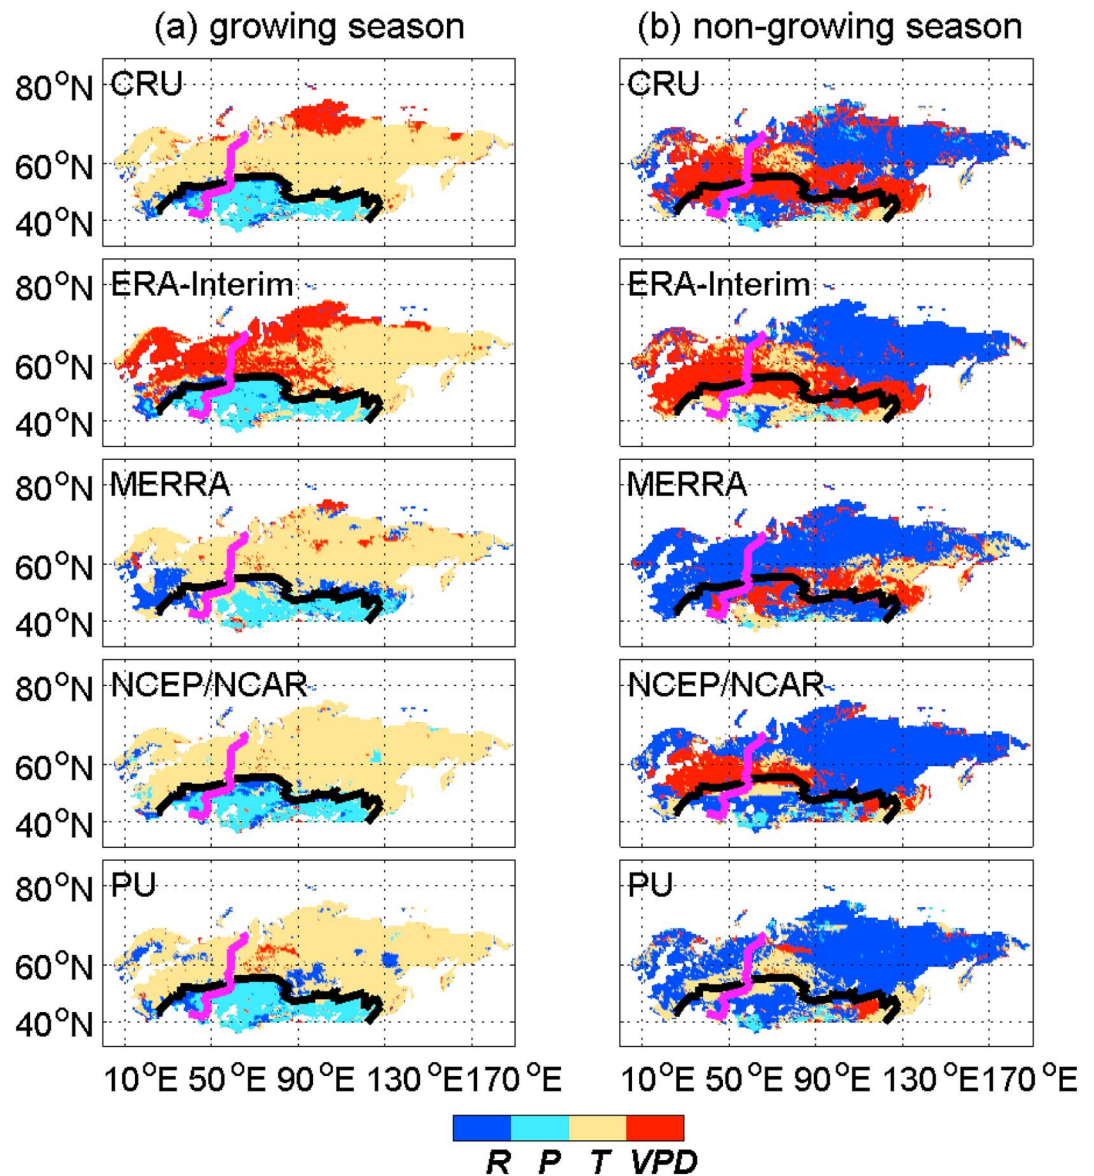 (a) growing season (b) non-growing season
CRU CRU
80°N
60°N
40°N
ERA-Interim ERA-Interim
80°N
60°N
40°N
MERRA MERRA
80°N
60°N
40°N
NCEP/NCAR NCEP/NCAR
80°N
60°N
40°N
PU PU
80°N
60°N
40°N
10°E 50°E 90°E 130°E 170°E 10°E 50°E 90°E 130°E 170°E
R P T VPD